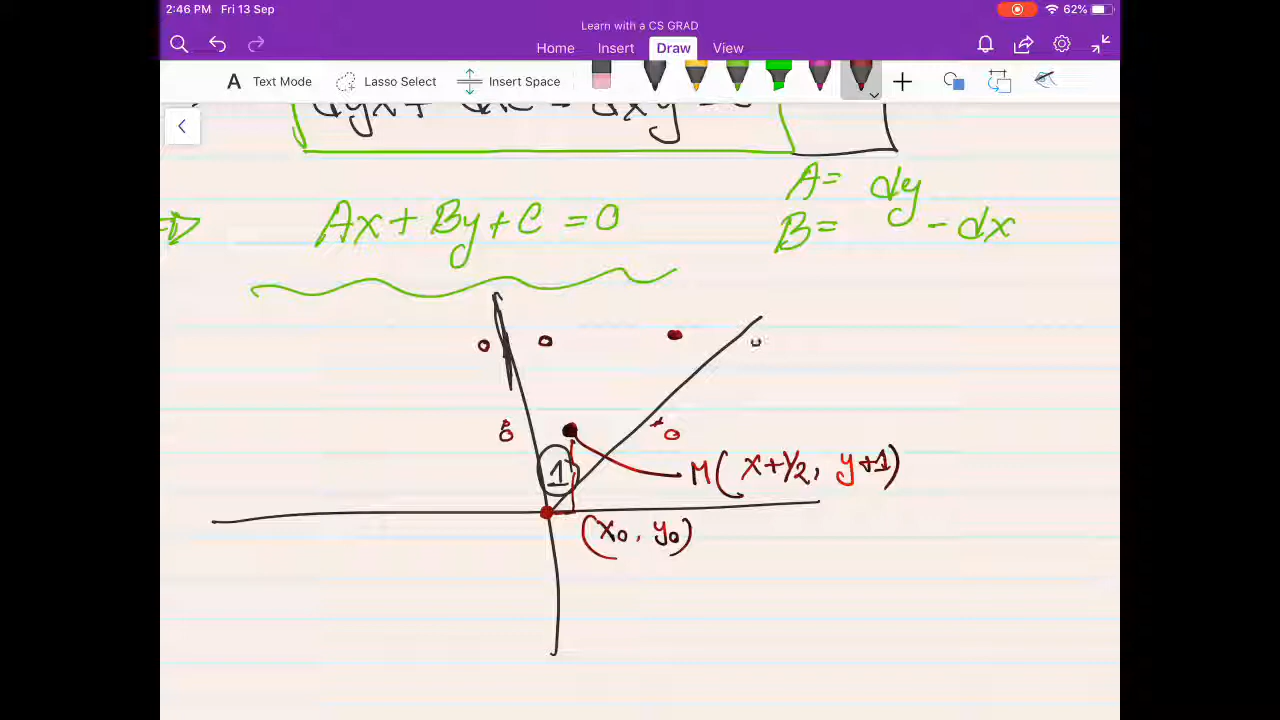 2:46 PM Fri 13 Sep
62%
Learn with a CS GRAD
Home Insert Draw View
A Text Mode Lasso Select Insert Space
A = dy
Ax + By + C = 0
B = - dx
1
M(x+1/2, y+1)
(x₀, y₀)